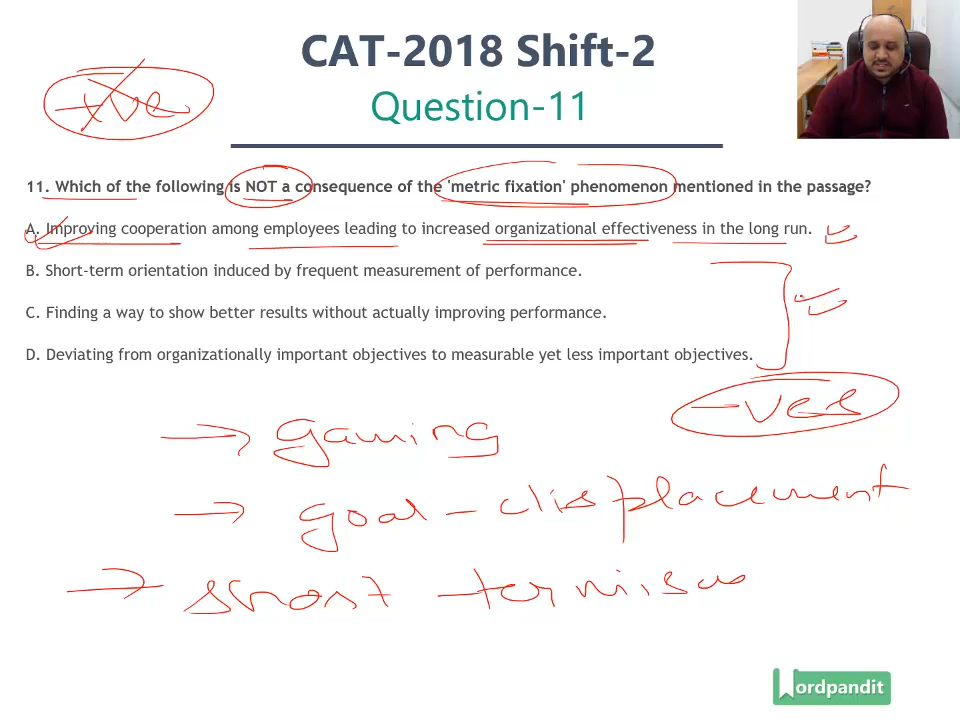 CAT-2018 Shift-2
Question-11
+ve
11. Which of the following is NOT a consequence of the 'metric fixation' phenomenon mentioned in the passage?
A. Improving cooperation among employees leading to increased organizational effectiveness in the long run.
B. Short-term orientation induced by frequent measurement of performance.
C. Finding a way to show better results without actually improving performance.
D. Deviating from organizationally important objectives to measurable yet less important objectives.
-ves
→ gaming
→ goal - displacement
→ short termism
Wordpandit